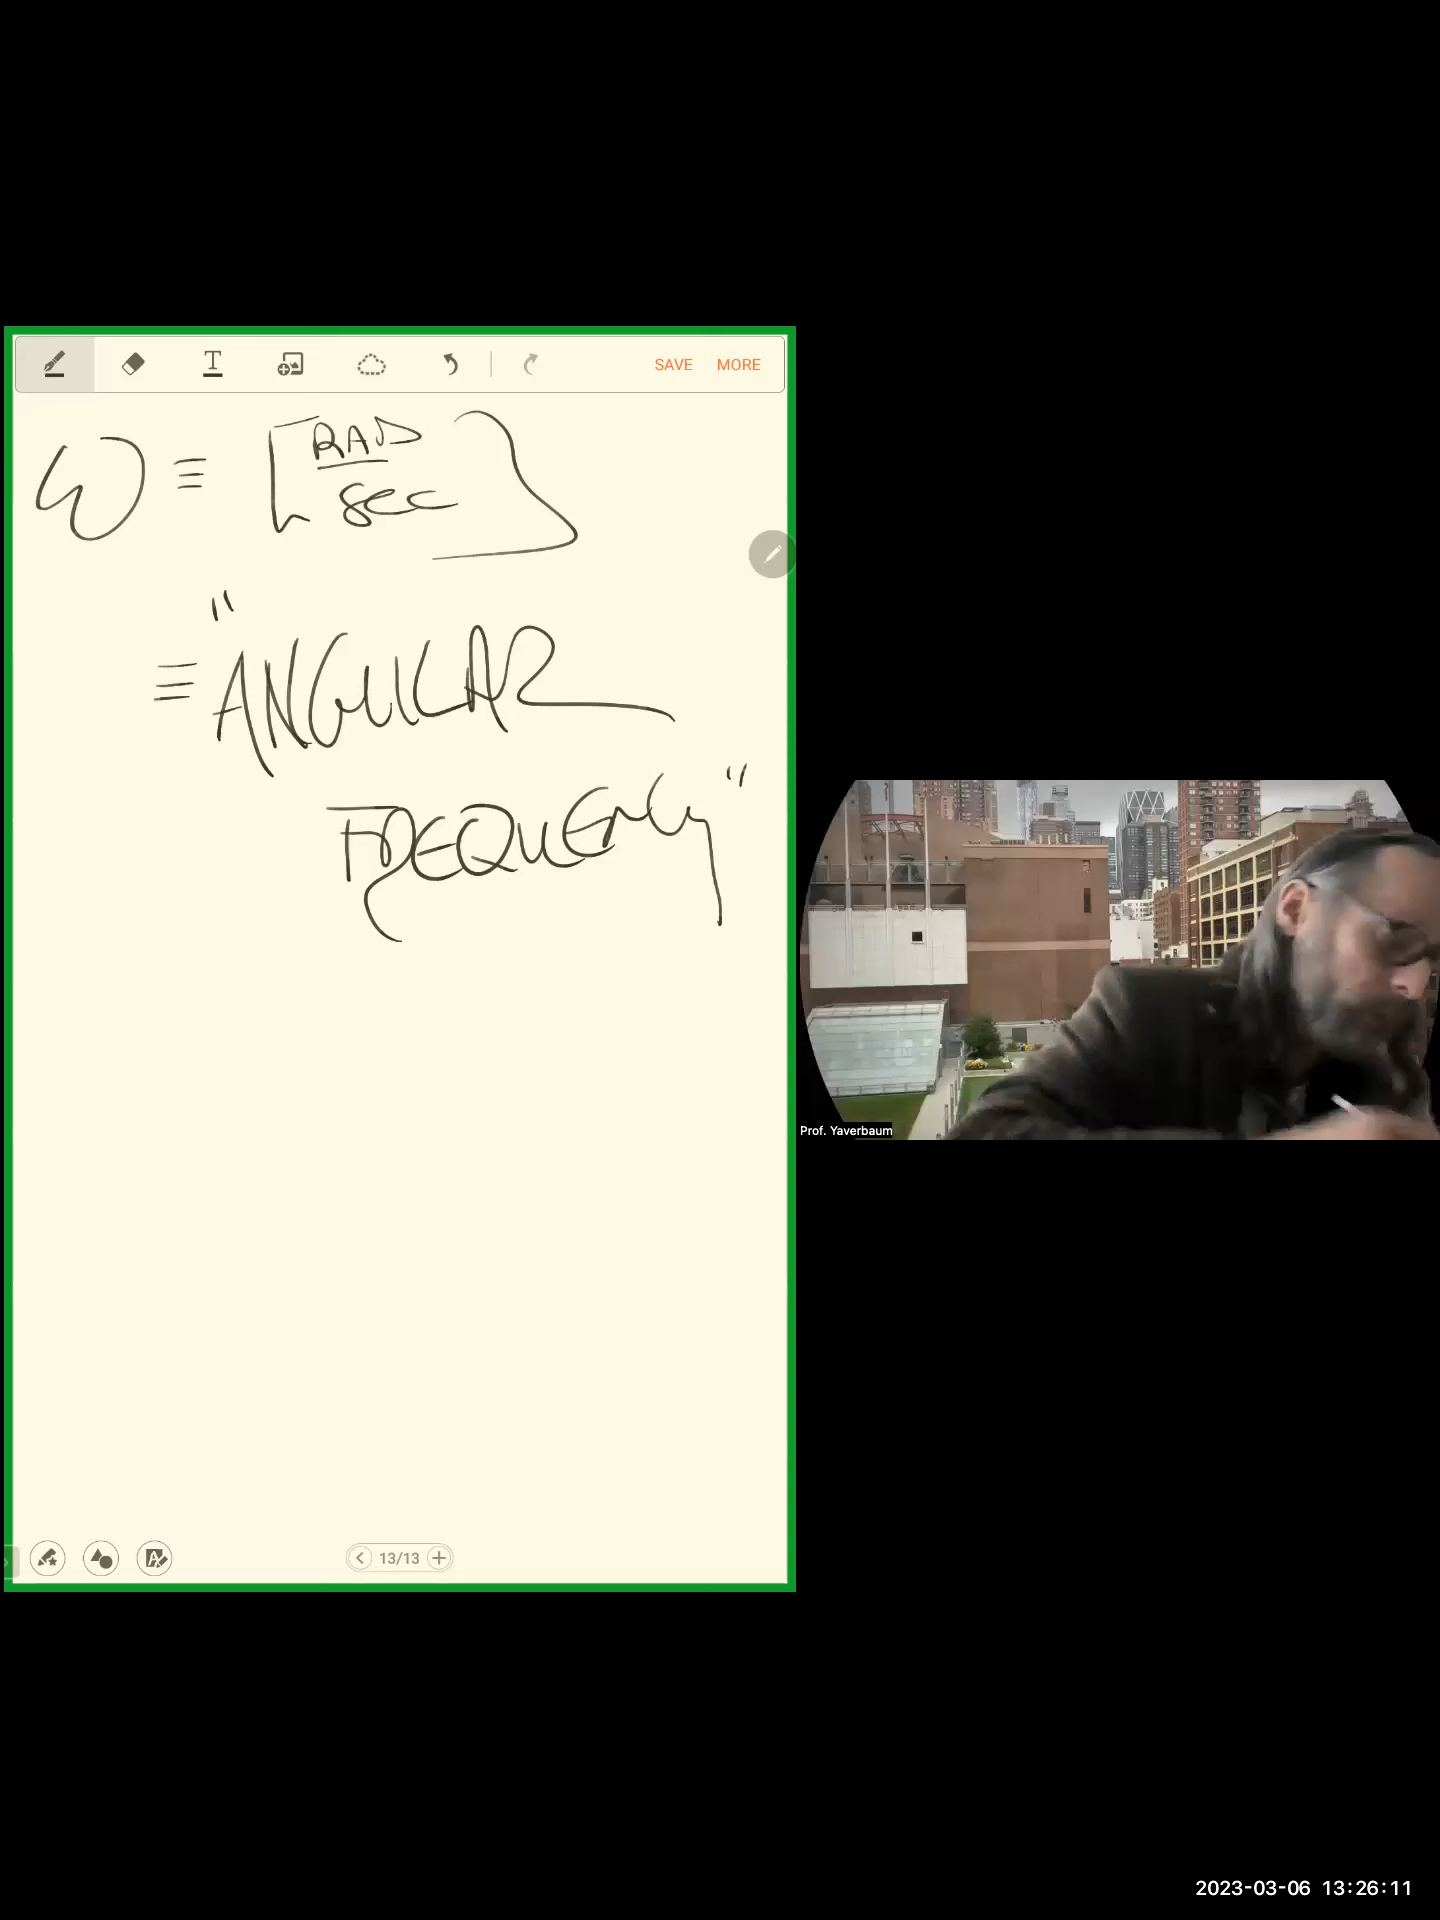 SAVE MORE
ω ≡ [RAD/sec]
≡ "ANGULAR
FREQUENCY"
13/13
Prof. Yaverbaum
2023-03-06 13:26:11